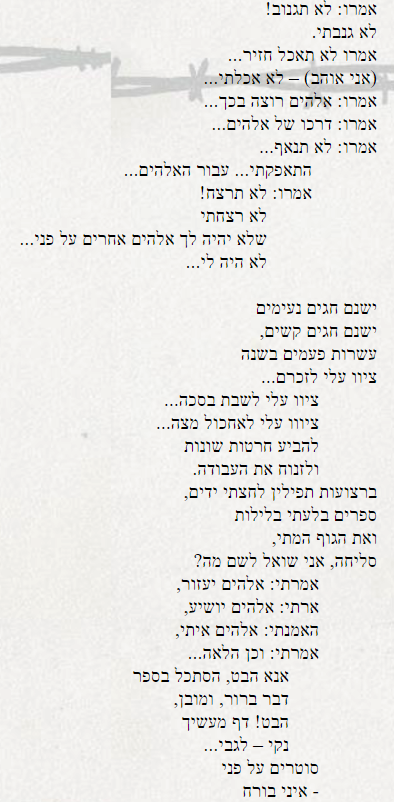 אמרו: לא תגנוב!
לא גנבתי.
אמרו לא תאכל חזיר...
(אני אוהב) – לא אכלתי...
אמרו: אלהים רוצה בכך...
אמרו: דרכו של אלהים...
אמרו: לא תנאף...
התאפקתי... עבור האלהים...
אמרו: לא תרצח!
לא רצחתי
שלא יהיה לך אלהים אחרים על פני...
לא היה לי...
ישנם חגים נעימים
ישנם חגים קשים,
עשרות פעמים בשנה
ציוו עלי לזכרם...
ציוו עלי לשבת בסכה...
ציווו עלי לאחכול מצה...
להביע חרטות שונות
ולזנוח את העבודה.
ברצועות תפילין לחצתי ידים,
ספרים בלעתי בלילות
ואת הגוף המתי,
סליחה, אני שואל לשם מה?
אמרתי: אלהים יעזור,
ארתי: אלהים יושיע,
האמנתי: אלהים איתי,
אמרתי: וכן הלאה...
אנא הבט, הסתכל בספר
דבר ברור, ומובן,
הבט! דף מעשיך
נקי – לגבי...
סוטרים על פני
- איני בורח